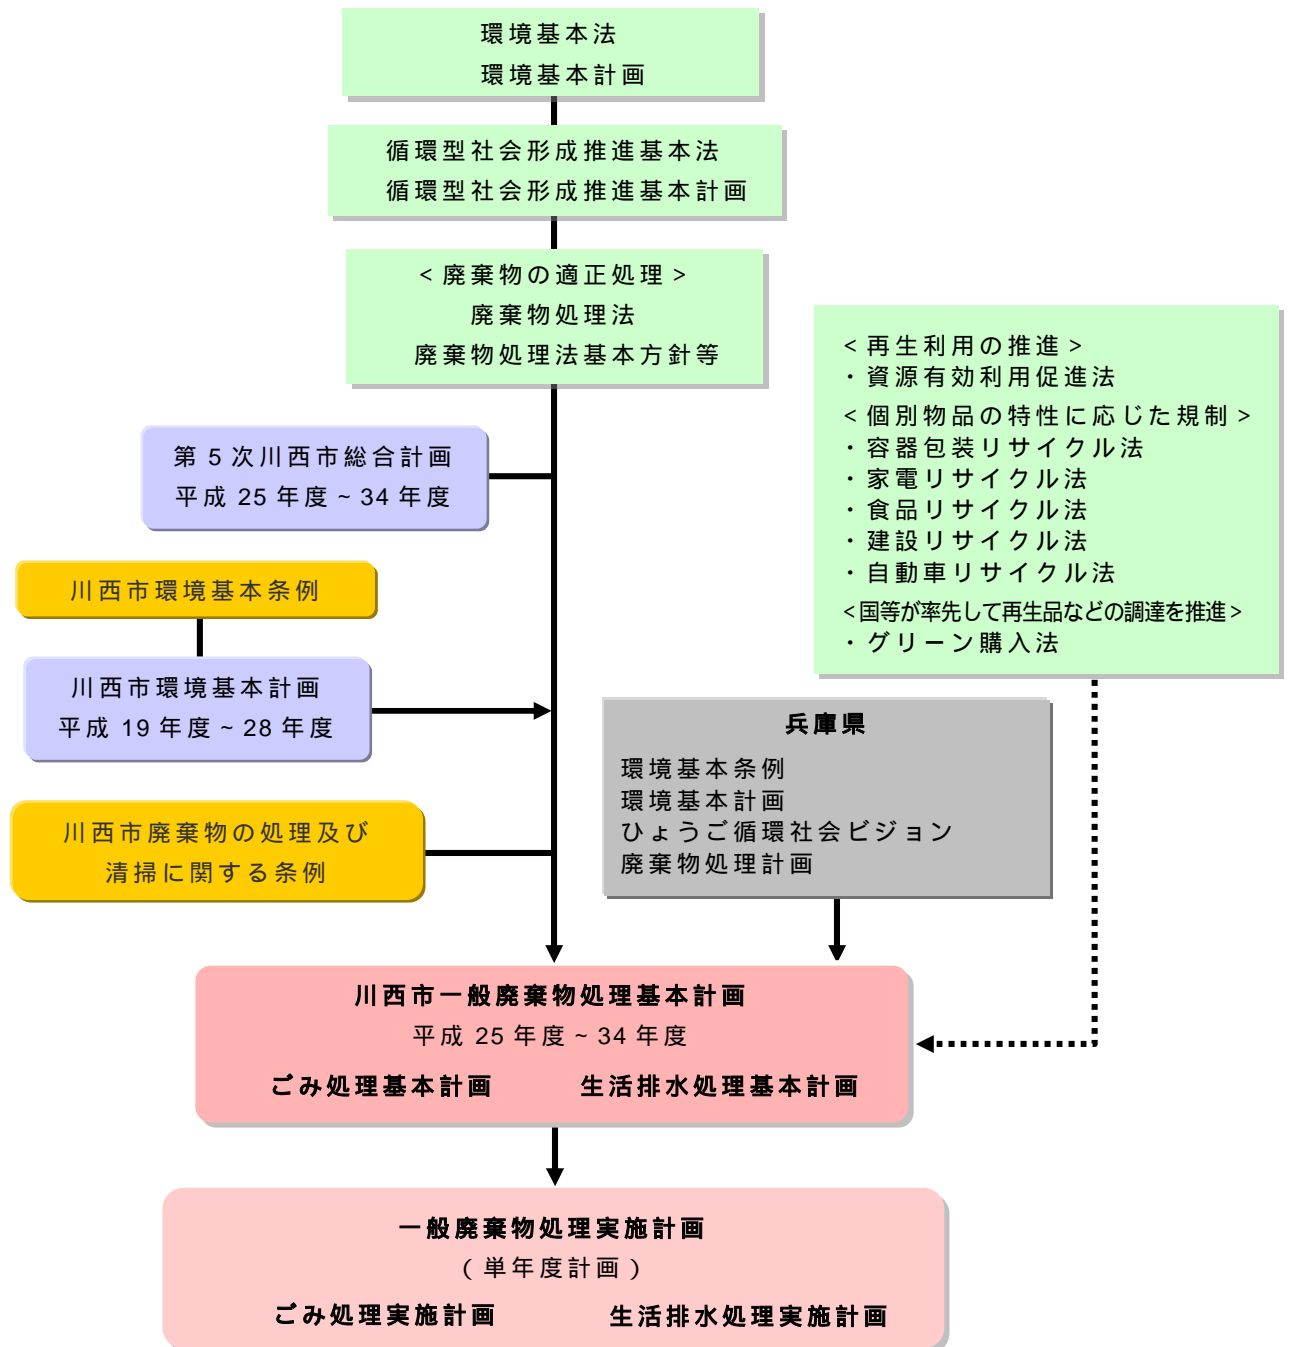 環境基本法
環境基本計画
循環型社会形成推進基本法
循環型社会形成推進基本計画
<廃棄物の適正処理>
廃棄物処理法
廃棄物処理法基本方針等
<再生利用の推進>
・資源有効利用促進法
<個別物品の特性に応じた規制>
・容器包装リサイクル法
・家電リサイクル法
・食品リサイクル法
・建設リサイクル法
・自動車リサイクル法
<国等が率先して再生品などの調達を推進>
・グリーン購入法
第5次川西市総合計画
平成25年度~34年度
川西市環境基本条例
川西市環境基本計画
平成19年度~28年度
兵庫県
環境基本条例
環境基本計画
ひょうご循環社会ビジョン
廃棄物処理計画
川西市廃棄物の処理及び
清掃に関する条例
川西市一般廃棄物処理基本計画
平成25年度~34年度
ごみ処理基本計画 生活排水処理基本計画
一般廃棄物処理実施計画
(単年度計画)
ごみ処理実施計画 生活排水処理実施計画